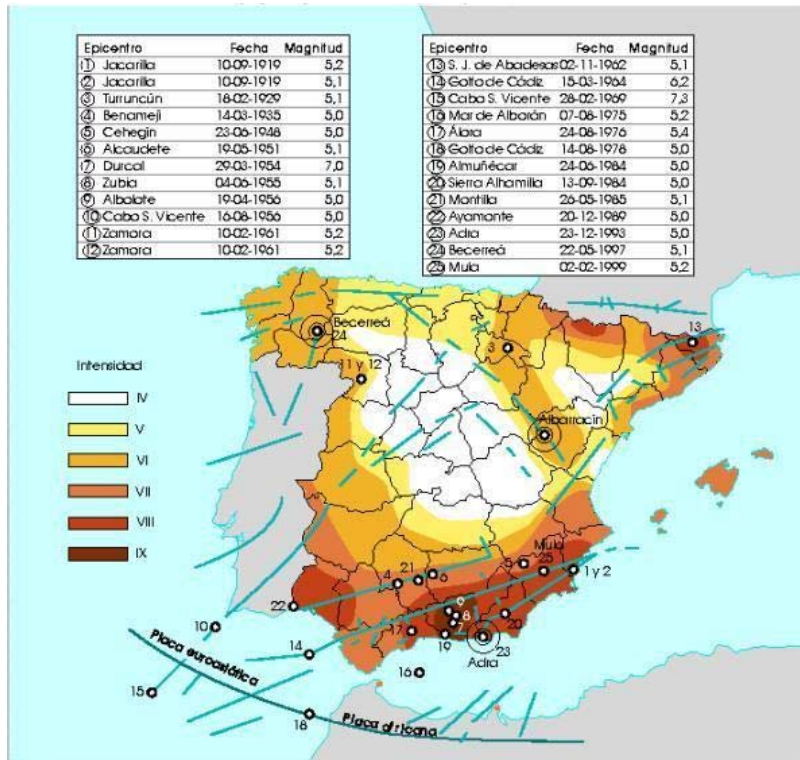 Epicentro Fecha Magnitud
1 Jacarilla 10-09-1919 5,2
2 Jacarilla 10-09-1919 5,1
3 Turruncún 18-02-1929 5,1
4 Benamejí 14-03-1935 5,0
5 Cehegín 23-06-1948 5,0
6 Alcaudete 19-05-1951 5,1
7 Durcal 29-03-1954 7,0
8 Zubia 04-06-1955 5,1
9 Albolote 19-04-1956 5,0
10 Cabo S. Vicente 16-08-1956 5,0
11 Zamora 10-02-1961 5,2
12 Zamora 10-02-1961 5,2
Epicentro Fecha Magnitud
13 S. J. de Abadesas 02-11-1962 5,1
14 Golfo de Cádiz 15-03-1964 6,2
15 Cabo S. Vicente 28-02-1969 7,3
16 Mar de Alborán 07-08-1975 5,2
17 Álora 24-08-1976 5,4
18 Golfo de Cádiz 14-08-1978 5,0
19 Almuñécar 24-06-1984 5,0
20 Sierra Alhamilla 13-09-1984 5,0
21 Montilla 26-05-1985 5,1
22 Ayamonte 20-12-1989 5,0
23 Adra 23-12-1993 5,0
24 Becerreá 22-05-1997 5,1
25 Mula 02-02-1999 5,2
Becerreá
24
3
13
11 y 12
Intensidad
IV
V
VI
VII
VIII
IX
Albarracín
Mula
5
25
1 y 2
4
21
6
22
9
8
7
20
10
17
19
23
Adra
14
16
15
18
Placa euroasiática
Placa africana